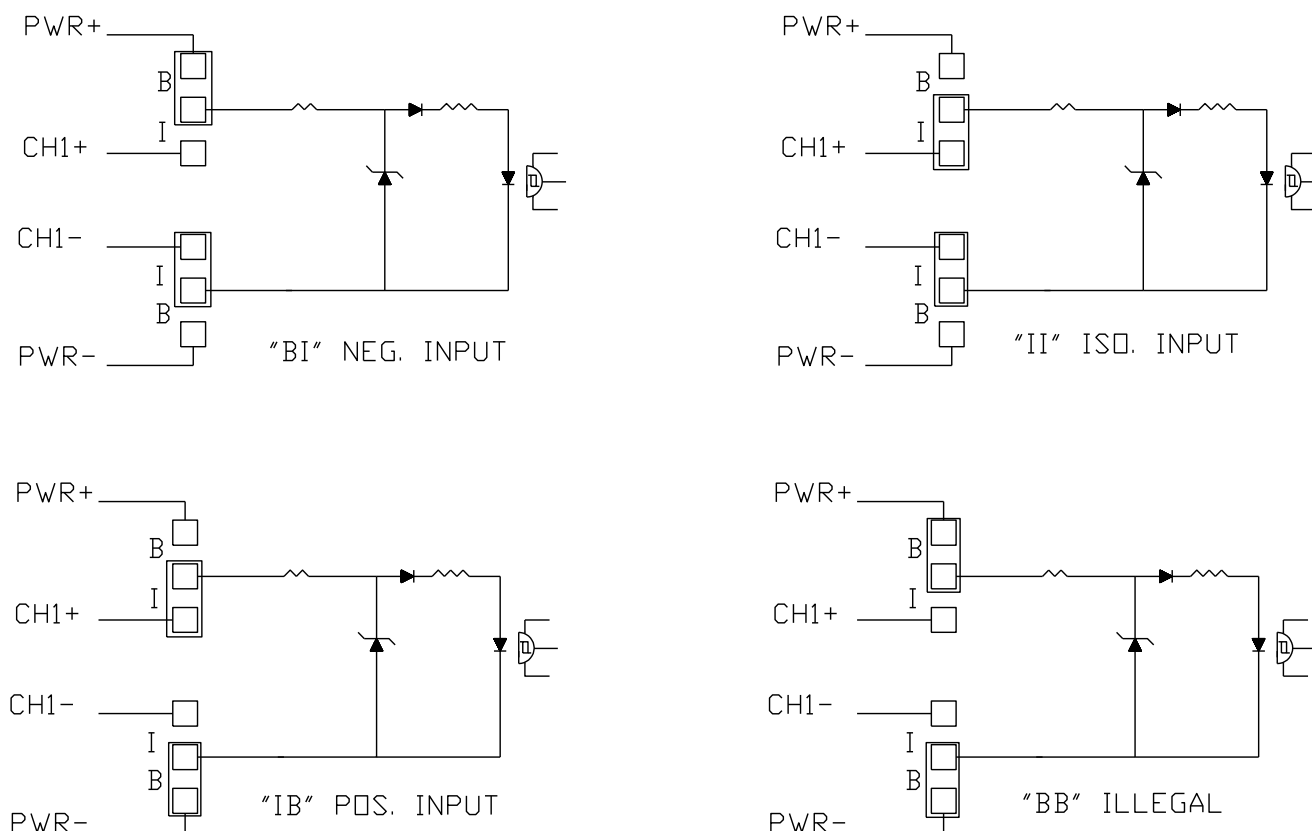 PWR+
B
I
CH1+
CH1-
I
B
PWR-
"BI" NEG. INPUT
PWR+
B
I
CH1+
CH1-
I
B
PWR-
"II" ISO. INPUT
PWR+
B
I
CH1+
CH1-
I
B
PWR-
"IB" POS. INPUT
PWR+
B
I
CH1+
CH1-
I
B
PWR-
"BB" ILLEGAL